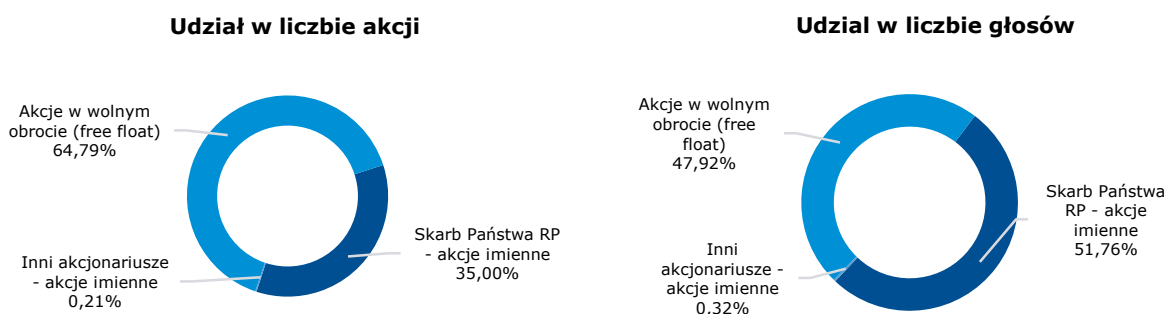 Udział w liczbie akcji
Akcje w wolnym
obrocie (free float)
64,79%
Inni akcjonariusze
- akcje imienne
0,21%
Skarb Państwa RP
- akcje imienne
35,00%
Udzial w liczbie głosów
Akcje w wolnym
obrocie (free
float)
47,92%
Inni
akcjonariusze -
akcje imienne
0,32%
Skarb Państwa
RP - akcje
imienne
51,76%